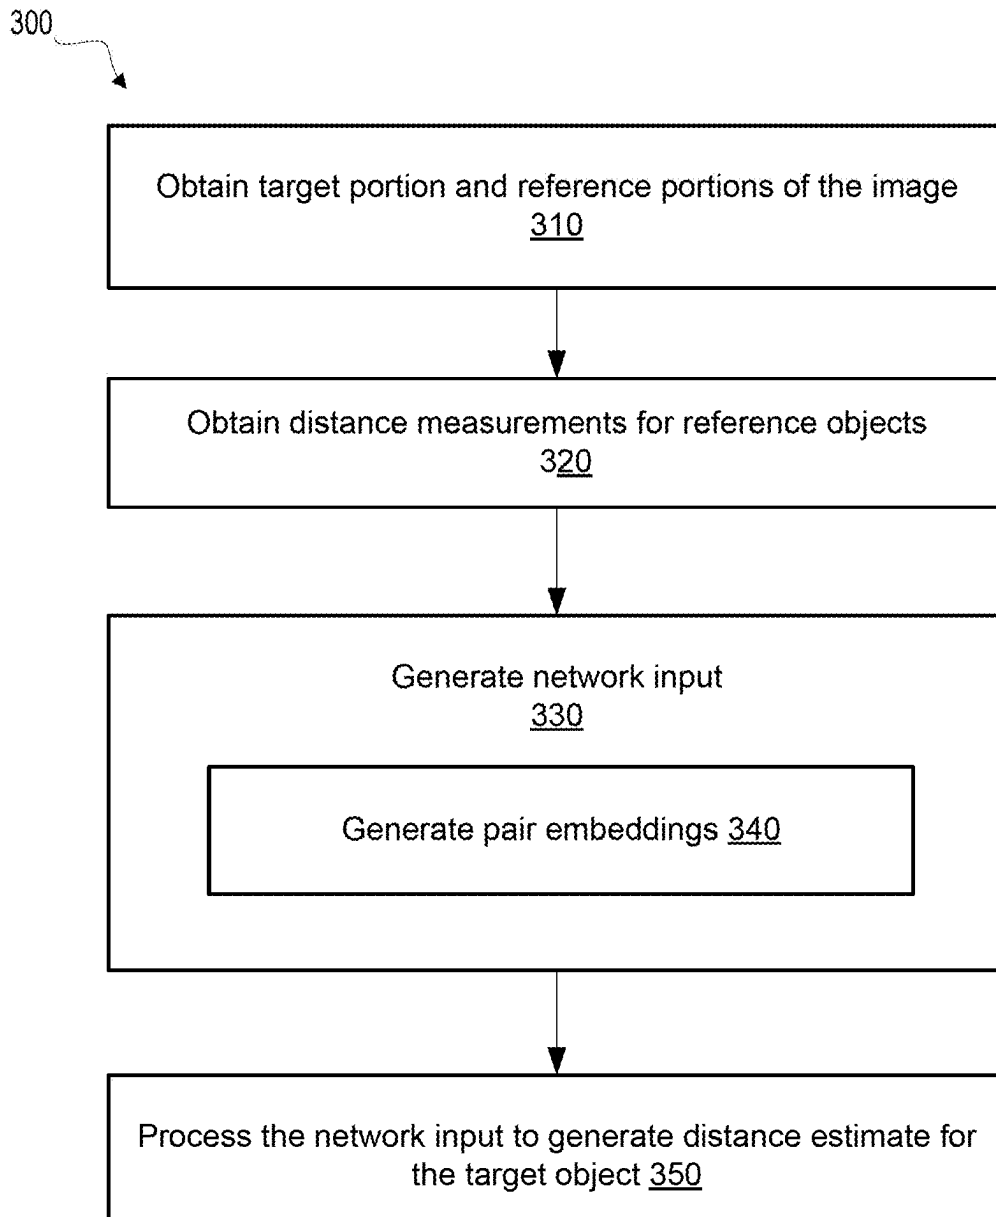 300
Obtain target portion and reference portions of the image
310
Obtain distance measurements for reference objects
320
Generate network input
330
Generate pair embeddings 340
Process the network input to generate distance estimate for
the target object 350